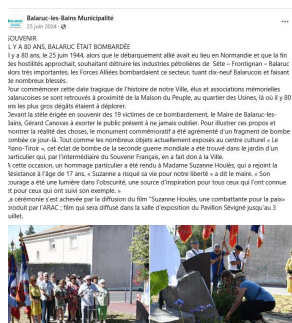 Balaruc-les-Bains Municipalité
25 juin 2024
SOUVENIR
IL Y A 80 ANS, BALARUC ÉTAIT BOMBARDÉE
Il y a 80 ans, le 25 juin 1944, alors que le débarquement allié avait eu lieu en Normandie et que la fin
des hostilités approchait, souhaitant détruire les industries pétrolières de Sète – Frontignan – Balaruc
alors très importantes, les Forces Alliées bombardaient ce secteur, tuant dix-neuf Balarucois et faisant
de nombreux blessés.
Pour commémorer cette date tragique de l'histoire de notre Ville, élus et associations mémorielles
balarucoises se sont retrouvés à proximité de la Maison du Peuple, au quartier des Usines, là où il y 80
ans les plus gros dégâts étaient à déplorer.
Devant la stèle érigée en souvenir des 19 victimes de ce bombardement, le Maire de Balaruc-les-
Bains, Gérard Canovas a exorter le public présent à ne jamais oublier. Pour illustrer ces propos et
montrer la réalité des choses, le monument commémoratif a été agrémenté d'un fragment de bombe
tombée ce jour-là. Tout comme les nombreux objets actuellement exposés au centre culturel « Le
Piano-Tiroir », cet éclat de bombe de la seconde guerre mondiale a été trouvé dans le jardin d'un
particulier qui, par l'intermédiaire du Souvenir Français, en a fait don à la Ville.
A cette occasion, un hommage particulier a été rendu à Madame Suzanne Houlès, qui a rejoint la
Résistance à l'âge de 17 ans. « Suzanne a risqué sa vie pour notre liberté » a dit le maire. « Son
courage a été une lumière dans l'obscurité, une source d'inspiration pour tous ceux qui l'ont connue
et pour ceux qui ont suivi son exemple. »
La cérémonie s'est achevée par la diffusion du film "Suzanne Houlès, une combattante pour la paix»
produit par l'ARAC ; film qui sera diffusé dans la salle d'exposition du Pavillon Sévigné jusqu'au 3
juillet.